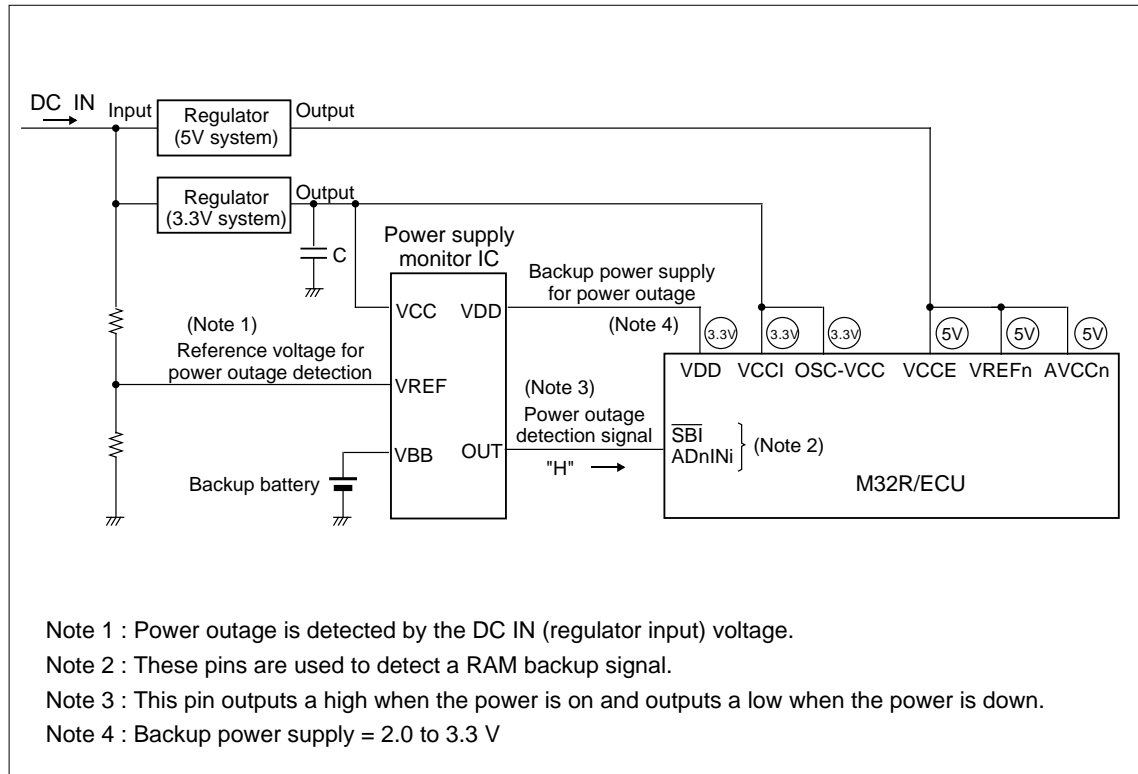 DC IN
Input
Regulator
(5V system)
Output
Regulator
(3.3V system)
Output
C
Power supply
monitor IC
Backup power supply
for power outage
VCC
VDD
(Note 1)
Reference voltage for
power outage detection
VREF
(Note 4)
3.3V
3.3V
3.3V
5V
5V
5V
VDD
VCCI
OSC-VCC
VCCE
VREFn
AVCCn
(Note 3)
Power outage
detection signal
"H"
SBI
ADnINi
(Note 2)
M32R/ECU
VBB
OUT
Backup battery
Note 1 : Power outage is detected by the DC IN (regulator input) voltage.
Note 2 : These pins are used to detect a RAM backup signal.
Note 3 : This pin outputs a high when the power is on and outputs a low when the power is down.
Note 4 : Backup power supply = 2.0 to 3.3 V